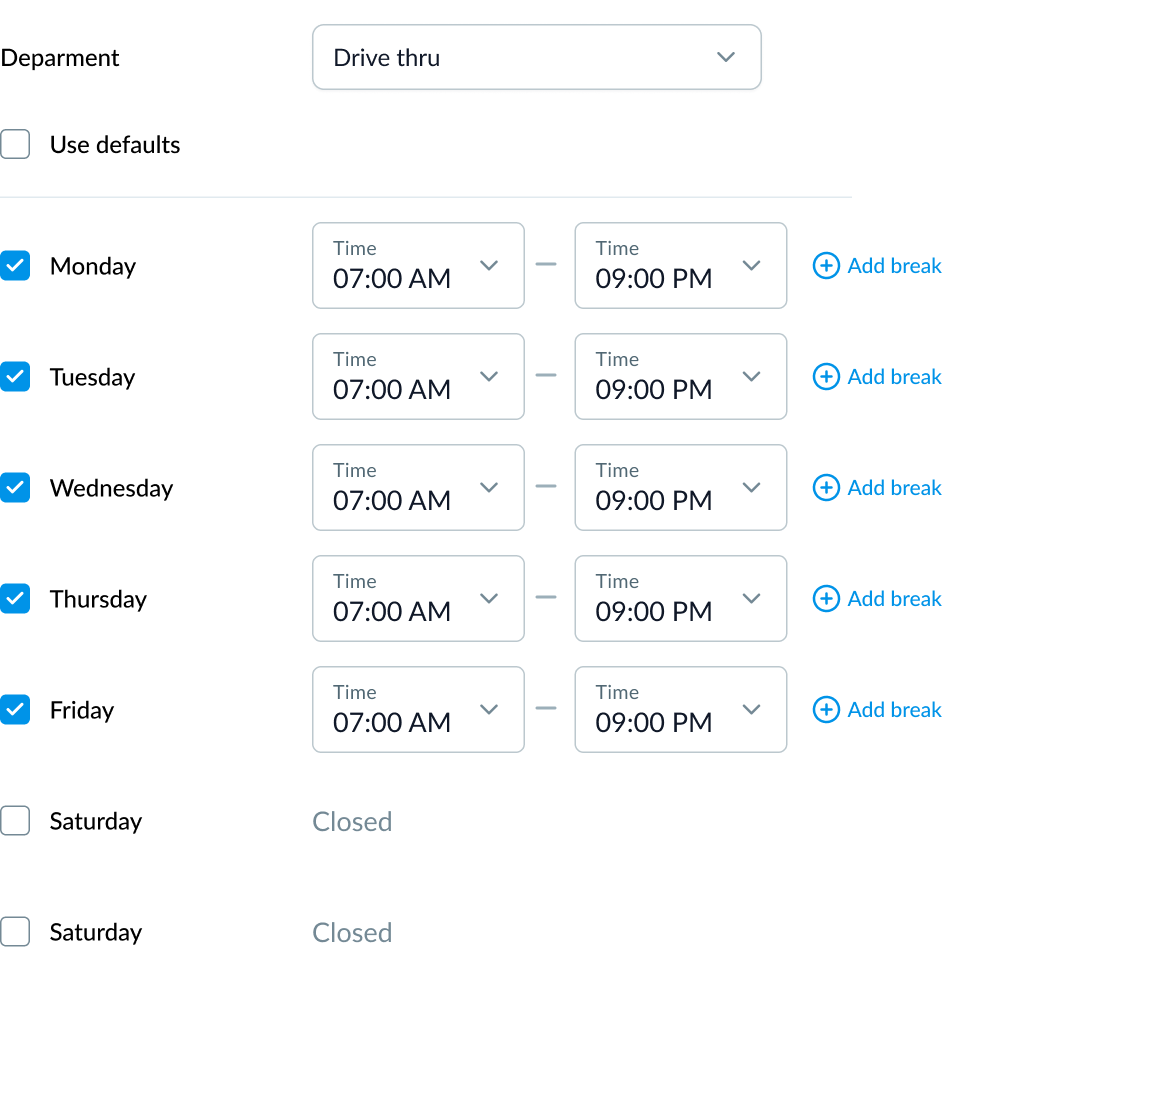 Deparment Drive thru
Use defaults
Monday Time 07:00 AM — Time 09:00 PM Add break
Tuesday Time 07:00 AM — Time 09:00 PM Add break
Wednesday Time 07:00 AM — Time 09:00 PM Add break
Thursday Time 07:00 AM — Time 09:00 PM Add break
Friday Time 07:00 AM — Time 09:00 PM Add break
Saturday Closed
Saturday Closed